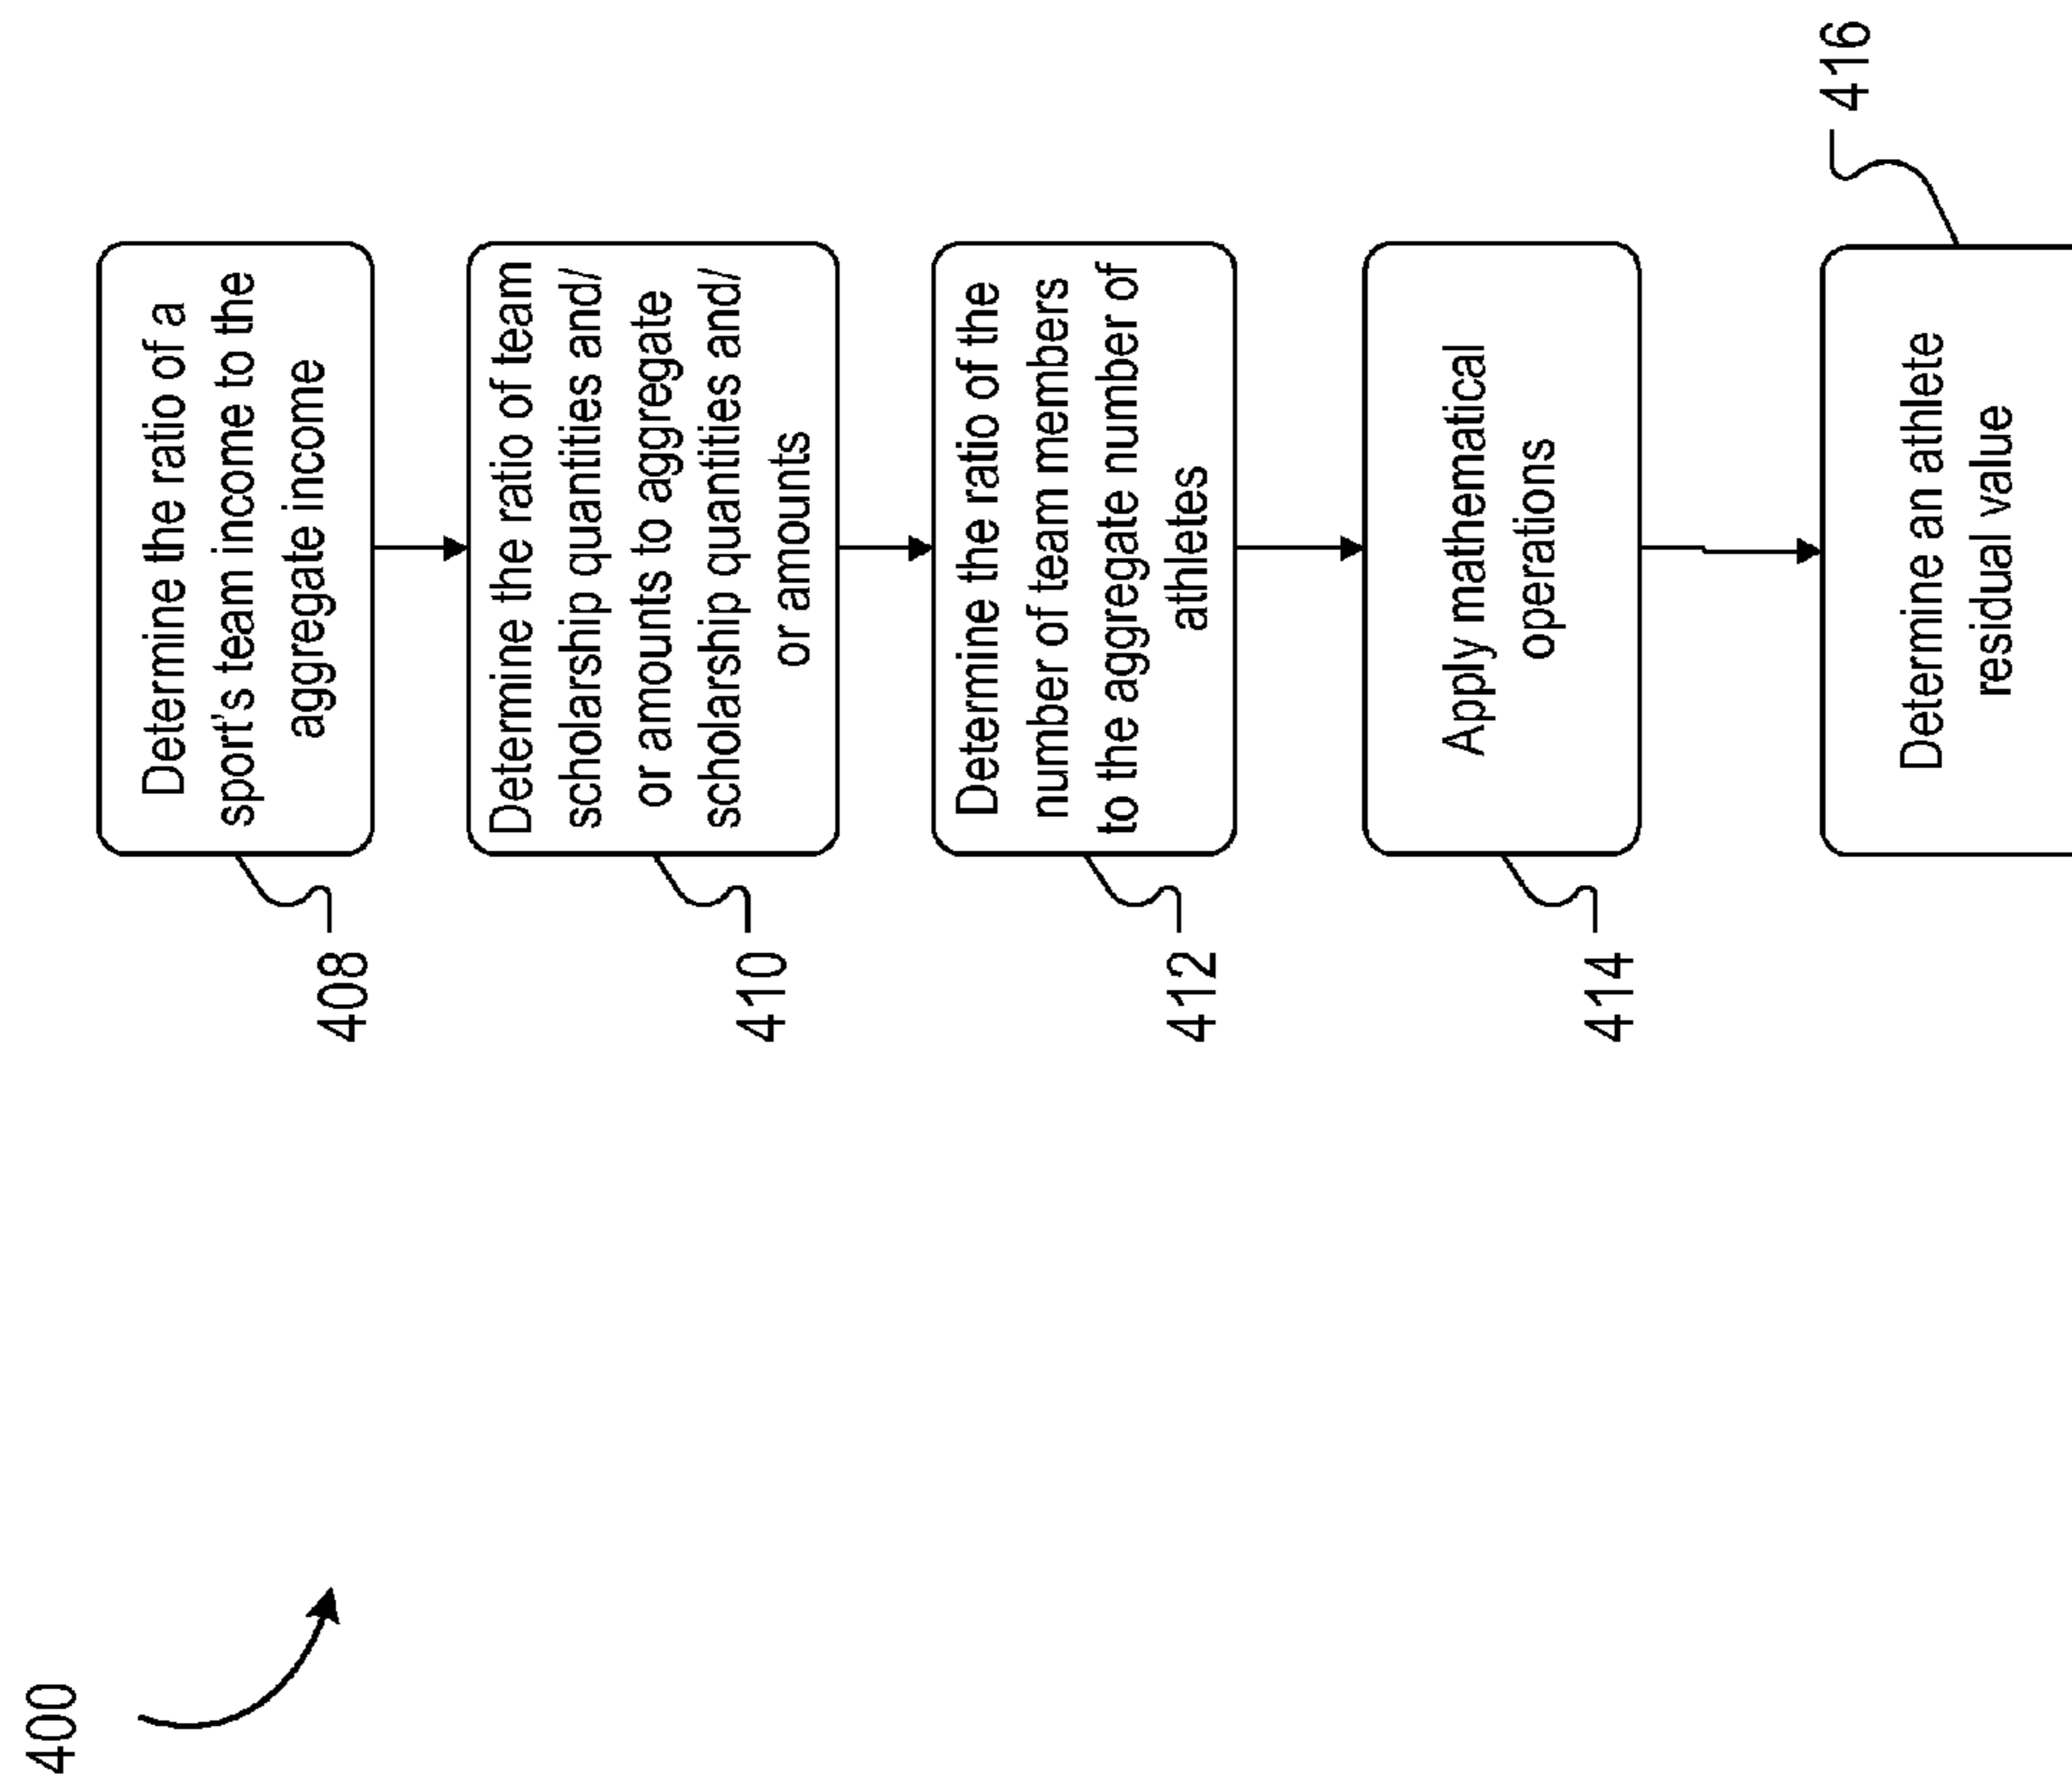 400
408
Determine the ratio of a
sport's team income to the
aggregate income
410
Determine the ratio of team
scholarship quantities and/
or amounts to aggregate
scholarship quantities and/
or amounts
412
Determine the ratio of the
number of team members
to the aggregate number of
athletes
414
Apply mathematical
operations
416
Determine an athlete
residual value